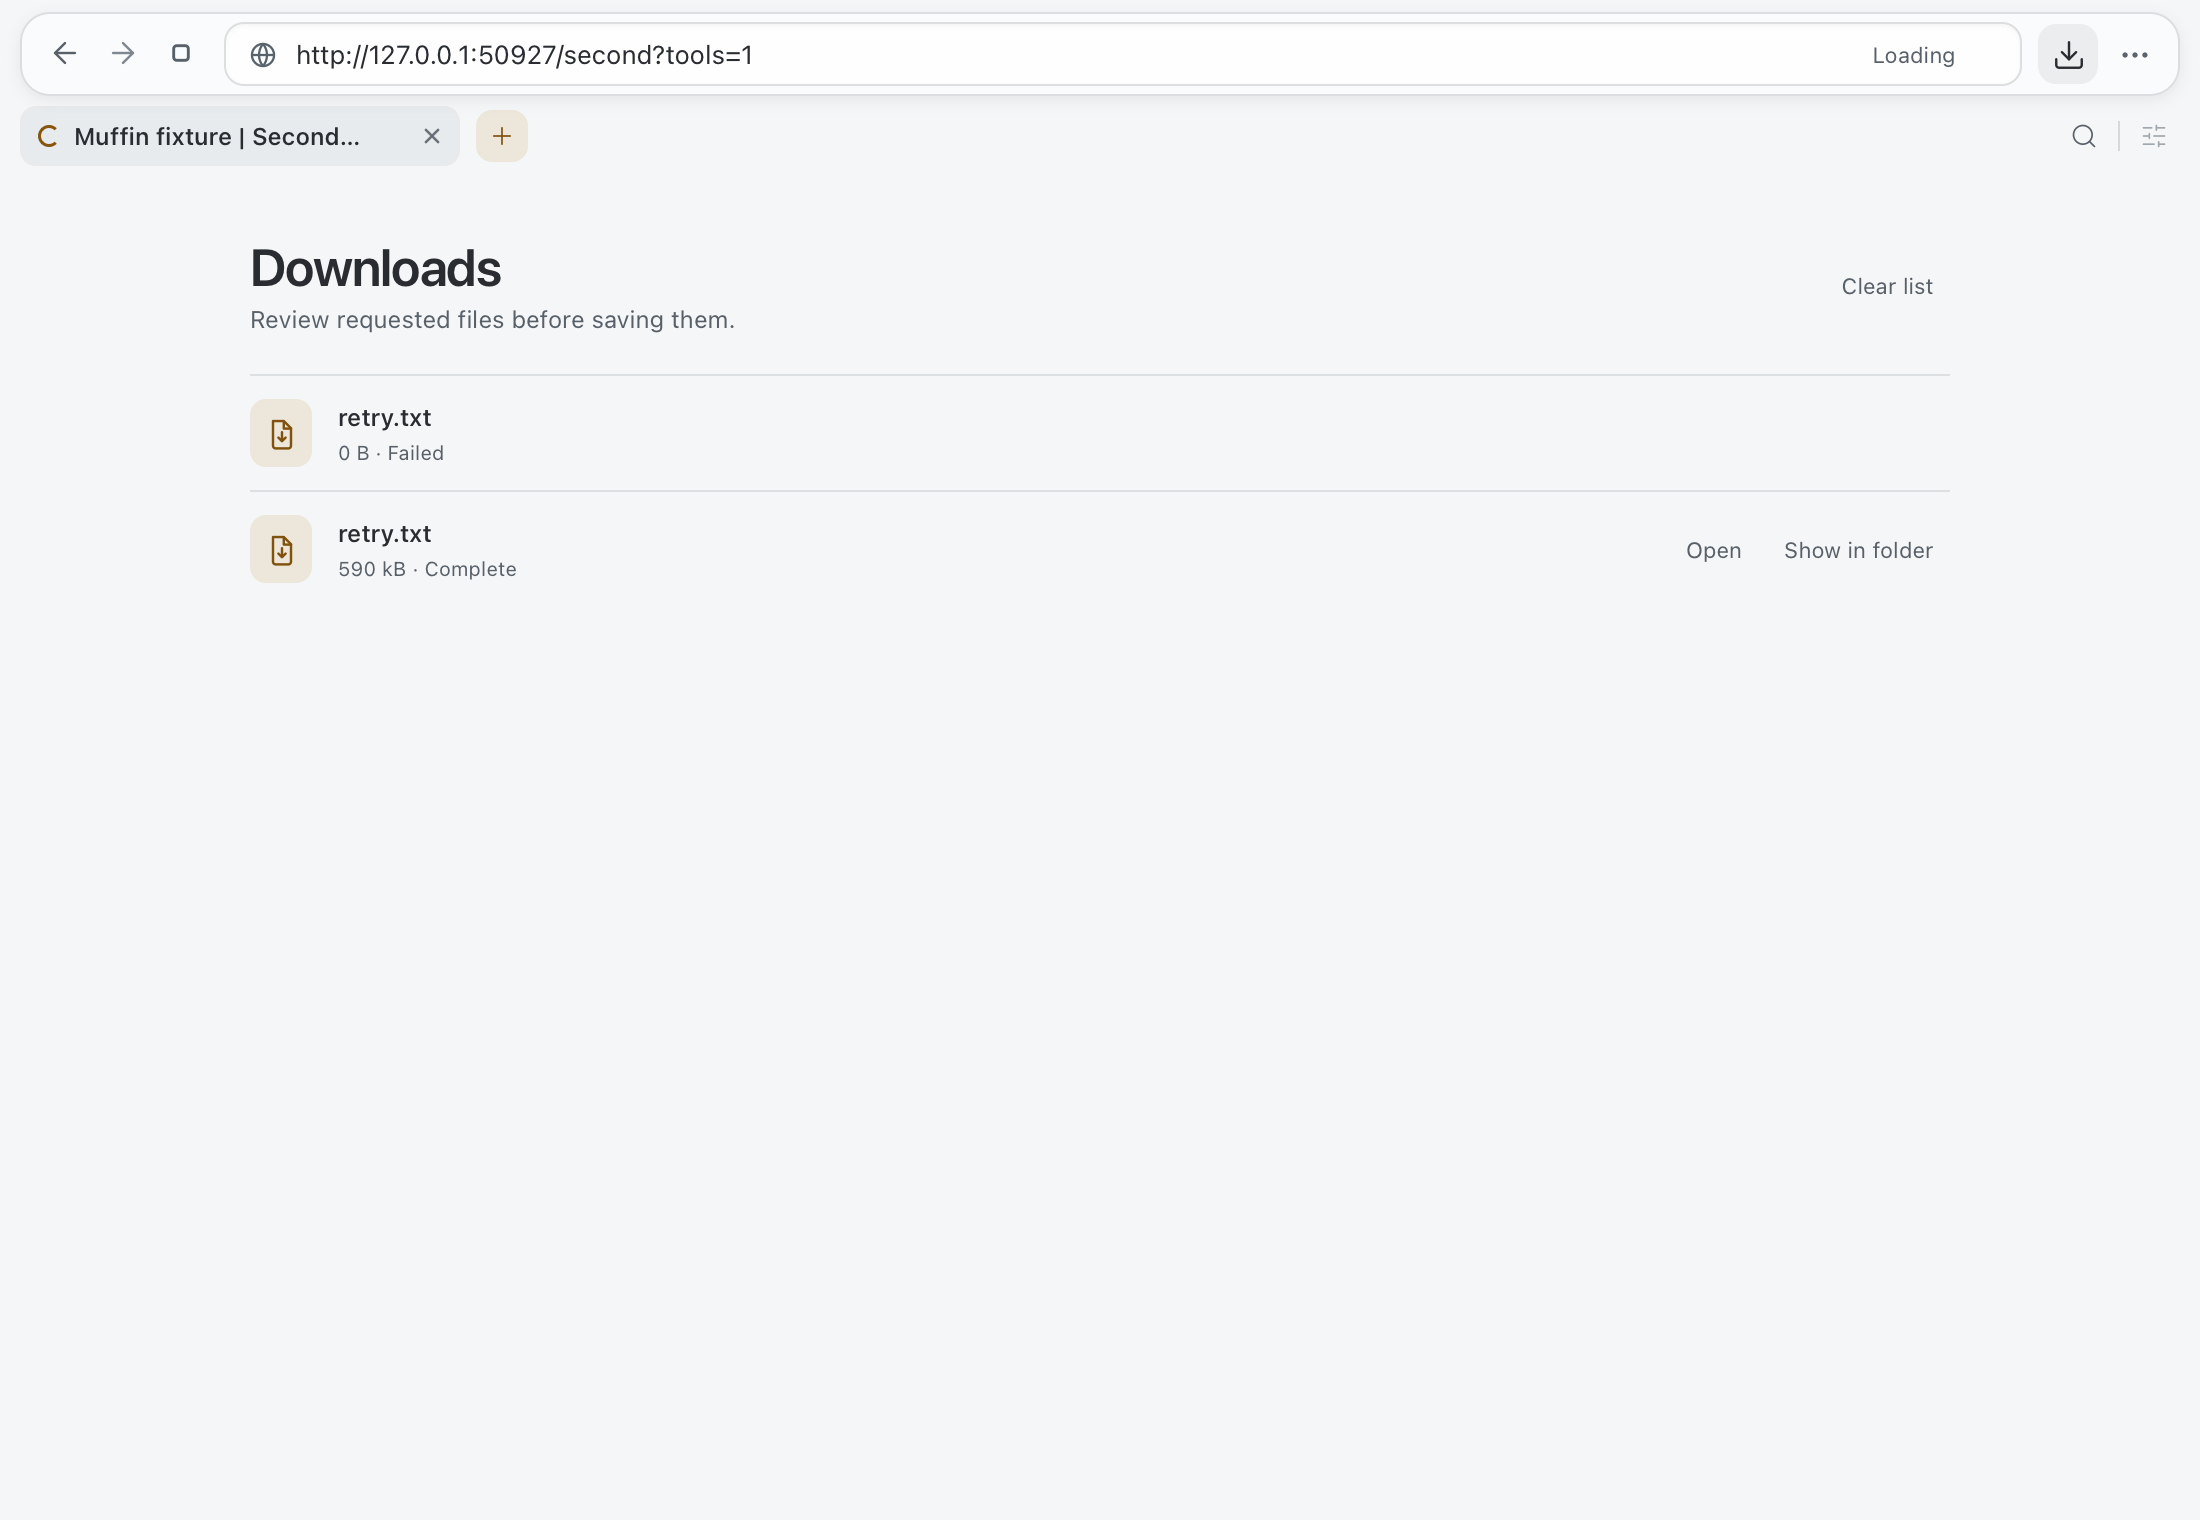 http://127.0.0.1:50927/second?tools=1 Loading
Muffin fixture | Second...
Downloads
Clear list
Review requested files before saving them.
retry.txt
0 B · Failed
retry.txt
Open Show in folder
590 kB · Complete